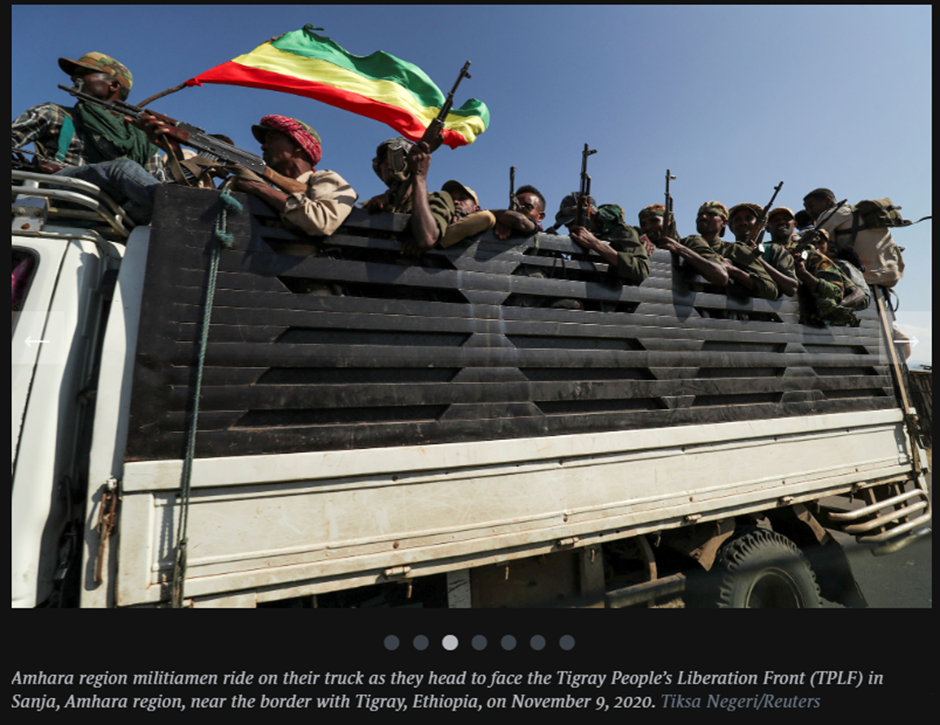 Amhara region militiamen ride on their truck as they head to face the Tigray People's Liberation Front (TPLF) in
Sanja, Amhara region, near the border with Tigray, Ethiopia, on November 9, 2020. Tiksa Negeri/Reuters